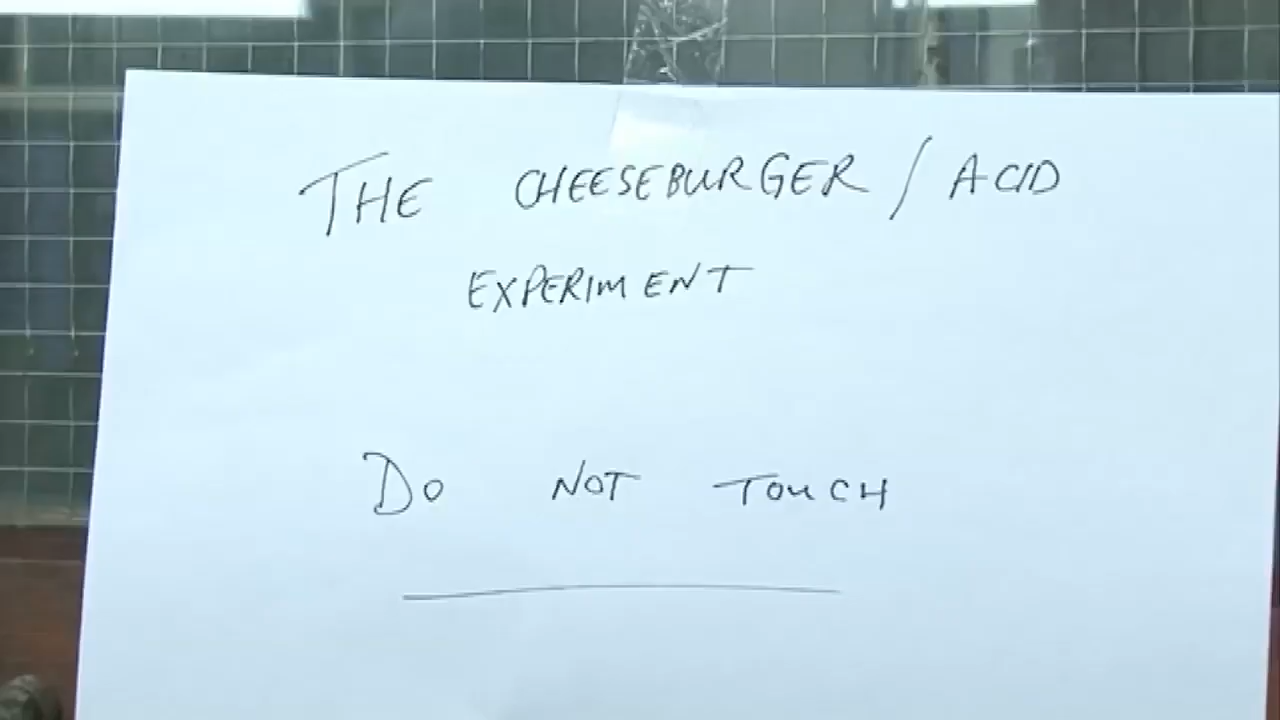 THE CHEESEBURGER / ACID
EXPERIMENT
DO NOT TOUCH